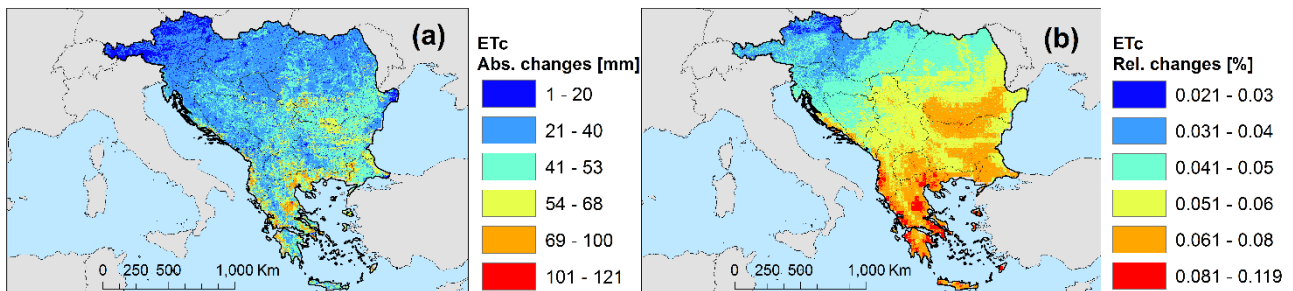 (a)
ETc
Abs. changes [mm]
1 - 20
21 - 40
41 - 53
54 - 68
69 - 100
101 - 121
0 250 500 1,000 Km
(b)
ETc
Rel. changes [%]
0.021 - 0.03
0.031 - 0.04
0.041 - 0.05
0.051 - 0.06
0.061 - 0.08
0.081 - 0.119
0 250 500 1,000 Km